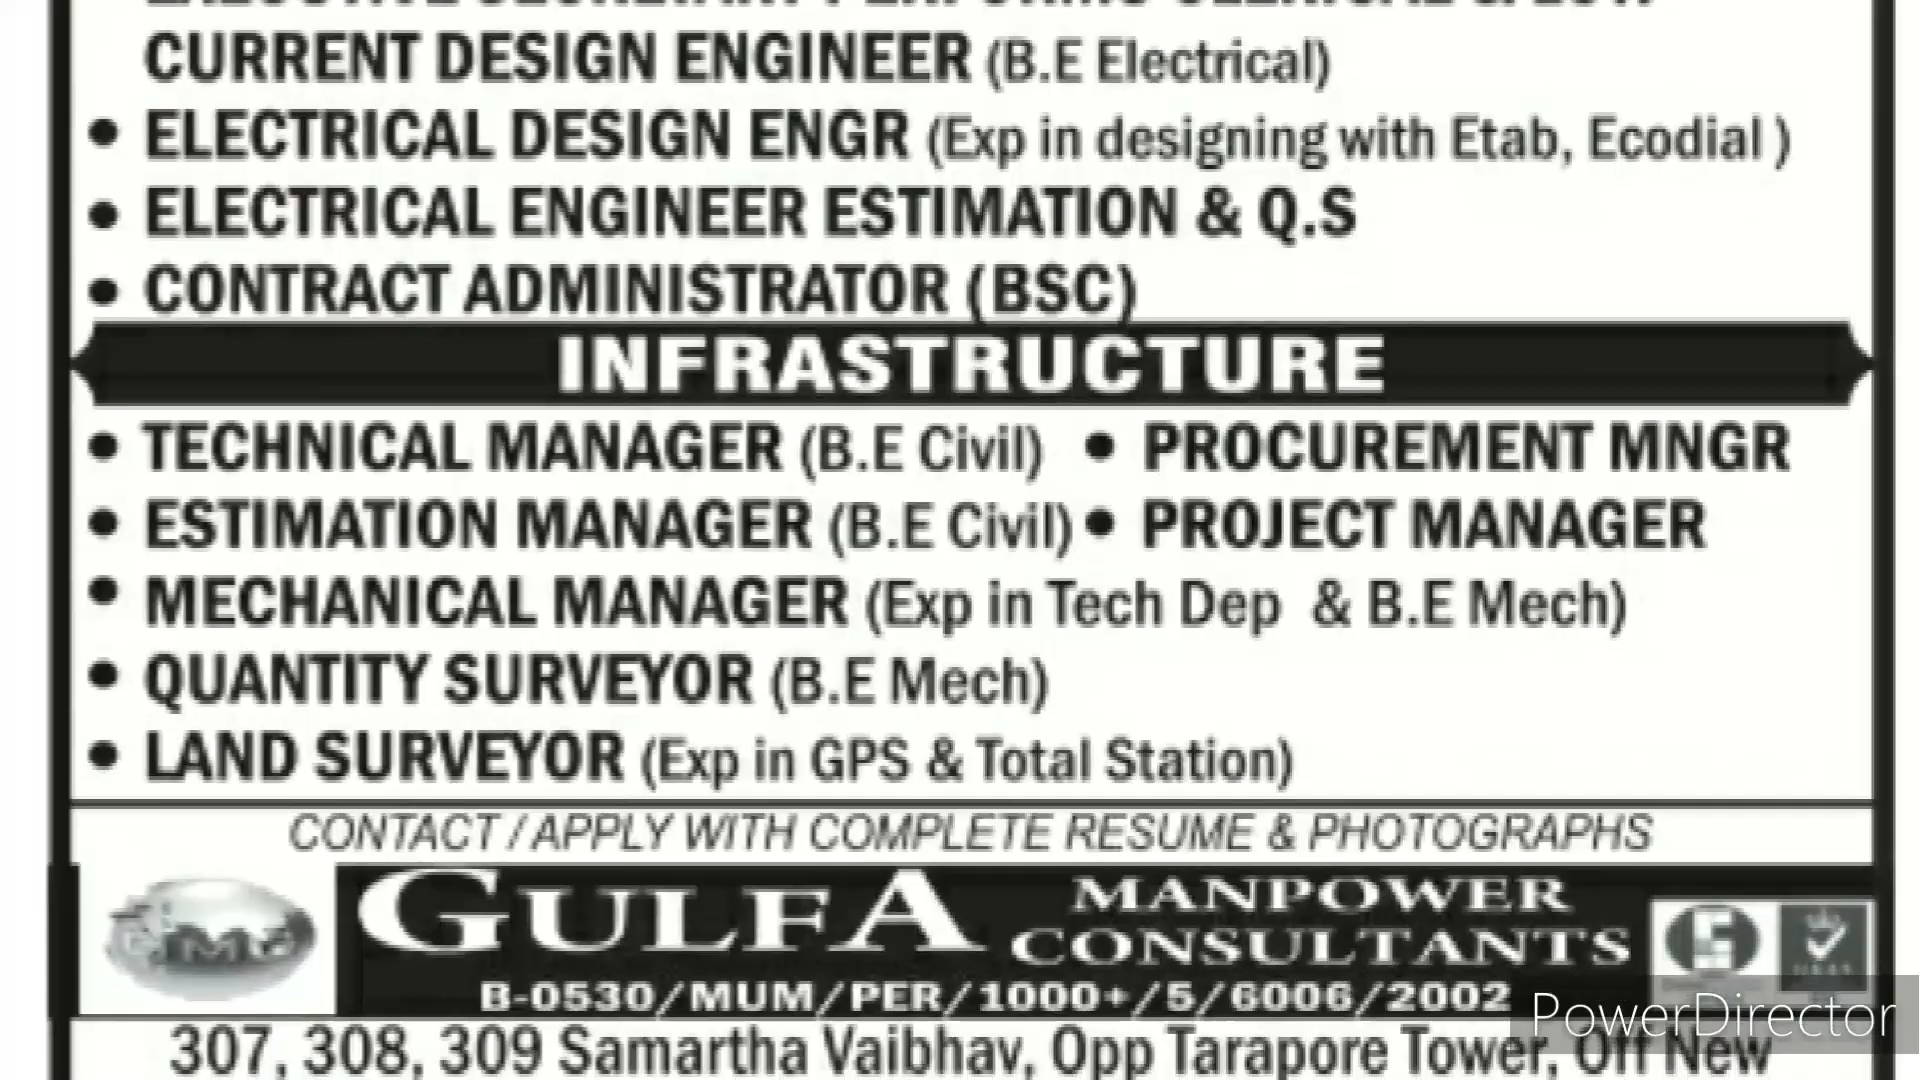 CURRENT DESIGN ENGINEER (B.E Electrical)
• ELECTRICAL DESIGN ENGR (Exp in designing with Etab, Ecodial )
• ELECTRICAL ENGINEER ESTIMATION & Q.S
• CONTRACT ADMINISTRATOR (BSC)
INFRASTRUCTURE
• TECHNICAL MANAGER (B.E Civil) • PROCUREMENT MNGR
• ESTIMATION MANAGER (B.E Civil) • PROJECT MANAGER
• MECHANICAL MANAGER (Exp in Tech Dep & B.E Mech)
• QUANTITY SURVEYOR (B.E Mech)
• LAND SURVEYOR (Exp in GPS & Total Station)
CONTACT / APPLY WITH COMPLETE RESUME & PHOTOGRAPHS
GULFA MANPOWER CONSULTANTS
B-0530/MUM/PER/1000+/5/6006/2002
PowerDirector
307, 308, 309 Samartha Vaibhav, Opp Tarapore Tower, Off New